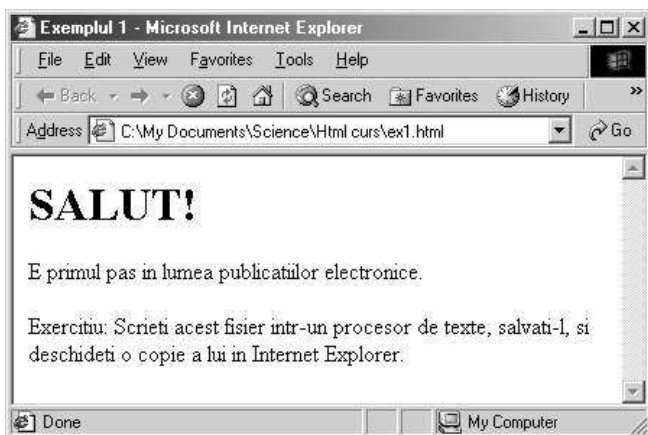 Exemplul 1 - Microsoft Internet Explorer
File Edit View Favorites Tools Help
Back Search Favorites History »
Address C:\My Documents\Science\Html curs\ex1.html Go
SALUT!
E primul pas in lumea publicatiilor electronice.
Exercitiu: Scrieti acest fisier intr-un procesor de texte, salvati-l, si
deschideti o copie a lui in Internet Explorer.
Done My Computer